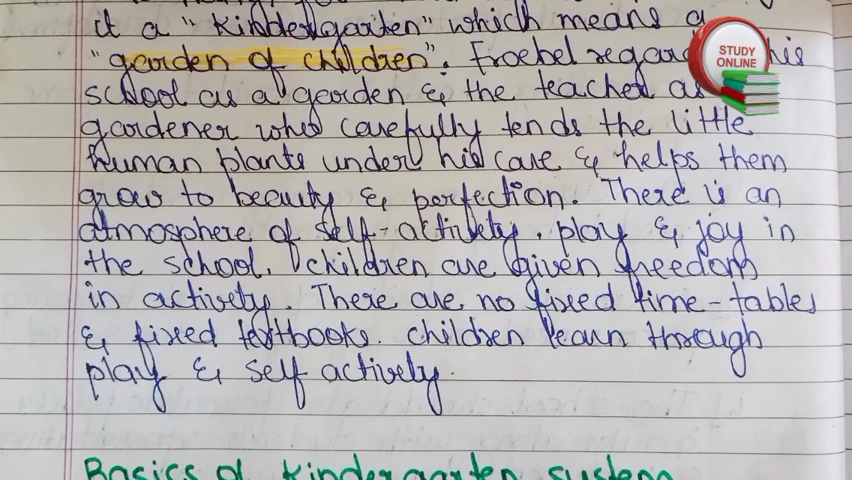 it a "Kindergarten" which means a
"garden of children". Froebel regard his
school as a garden & the teacher as
gardener who carefully tends the little
human plants under his care & helps them
grow to beauty & perfection. There is an
atmosphere of self-activity, play & joy in
the school. Children are given freedom
in activity. There are no fixed time-tables
& fixed textbooks. Children learn through
play & self activity.
Basics of Kindergarten system
STUDY
ONLINE